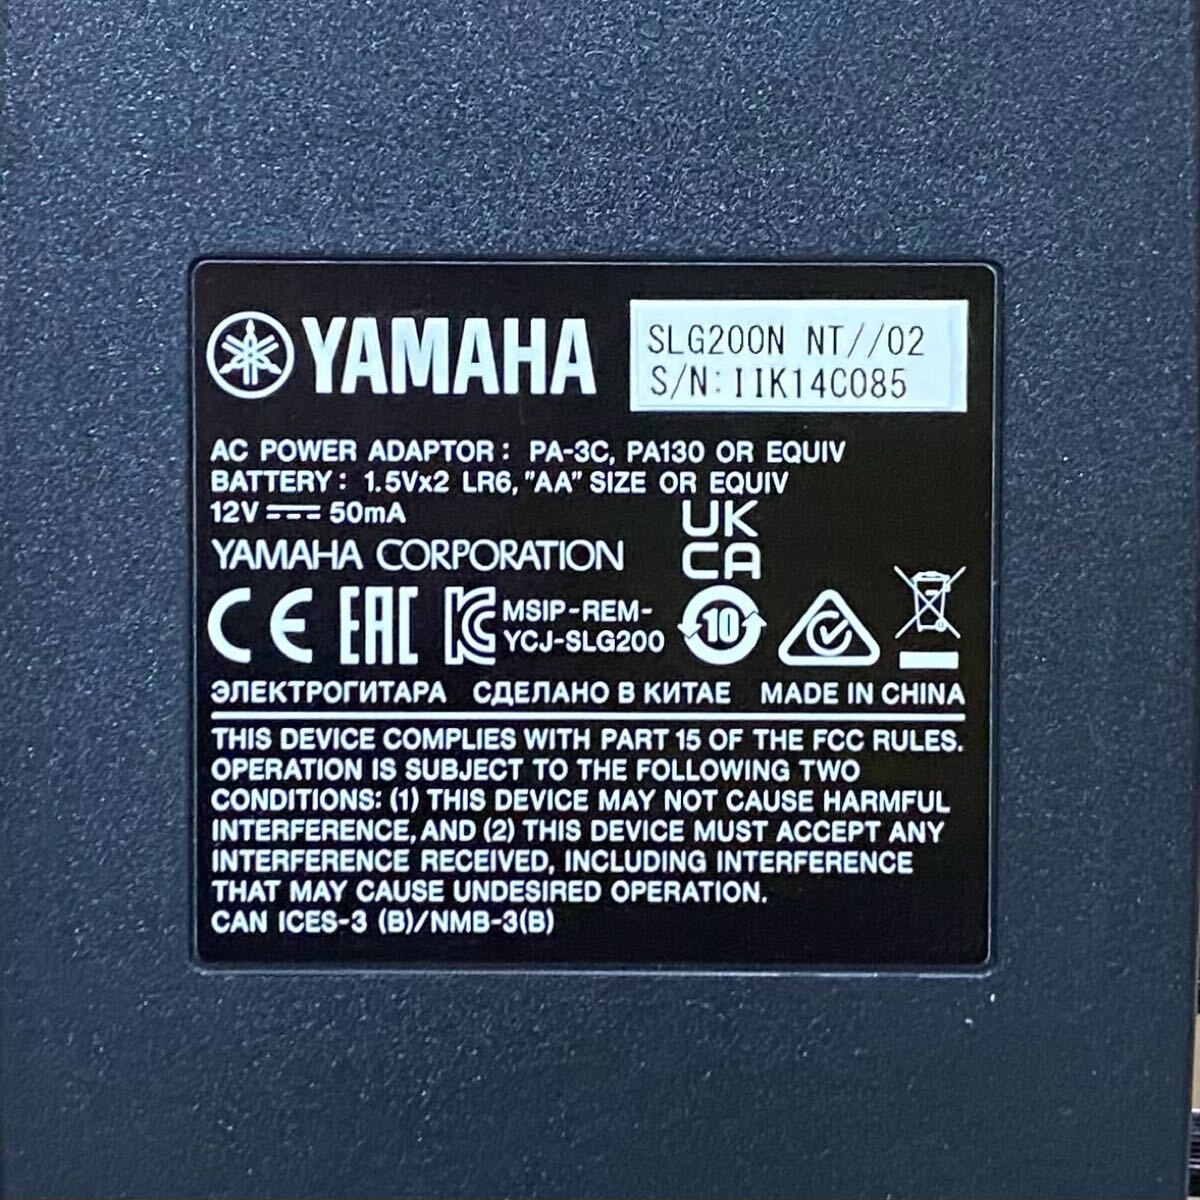 YAMAHA
SLG200N NT//02
S/N:IIK14C085
AC POWER ADAPTOR: PA-3C, PA130 OR EQUIV
BATTERY: 1.5Vx2 LR6, "AA" SIZE OR EQUIV
12V ⎓ 50mA
UK
CA
YAMAHA CORPORATION
CE EAC KC MSIP-REM-
YCJ-SLG200
10
ЭЛЕКТРОГИТАРА СДЕЛАНО В КИТАЕ MADE IN CHINA
THIS DEVICE COMPLIES WITH PART 15 OF THE FCC RULES.
OPERATION IS SUBJECT TO THE FOLLOWING TWO
CONDITIONS: (1) THIS DEVICE MAY NOT CAUSE HARMFUL
INTERFERENCE, AND (2) THIS DEVICE MUST ACCEPT ANY
INTERFERENCE RECEIVED, INCLUDING INTERFERENCE
THAT MAY CAUSE UNDESIRED OPERATION.
CAN ICES-3 (B)/NMB-3(B)